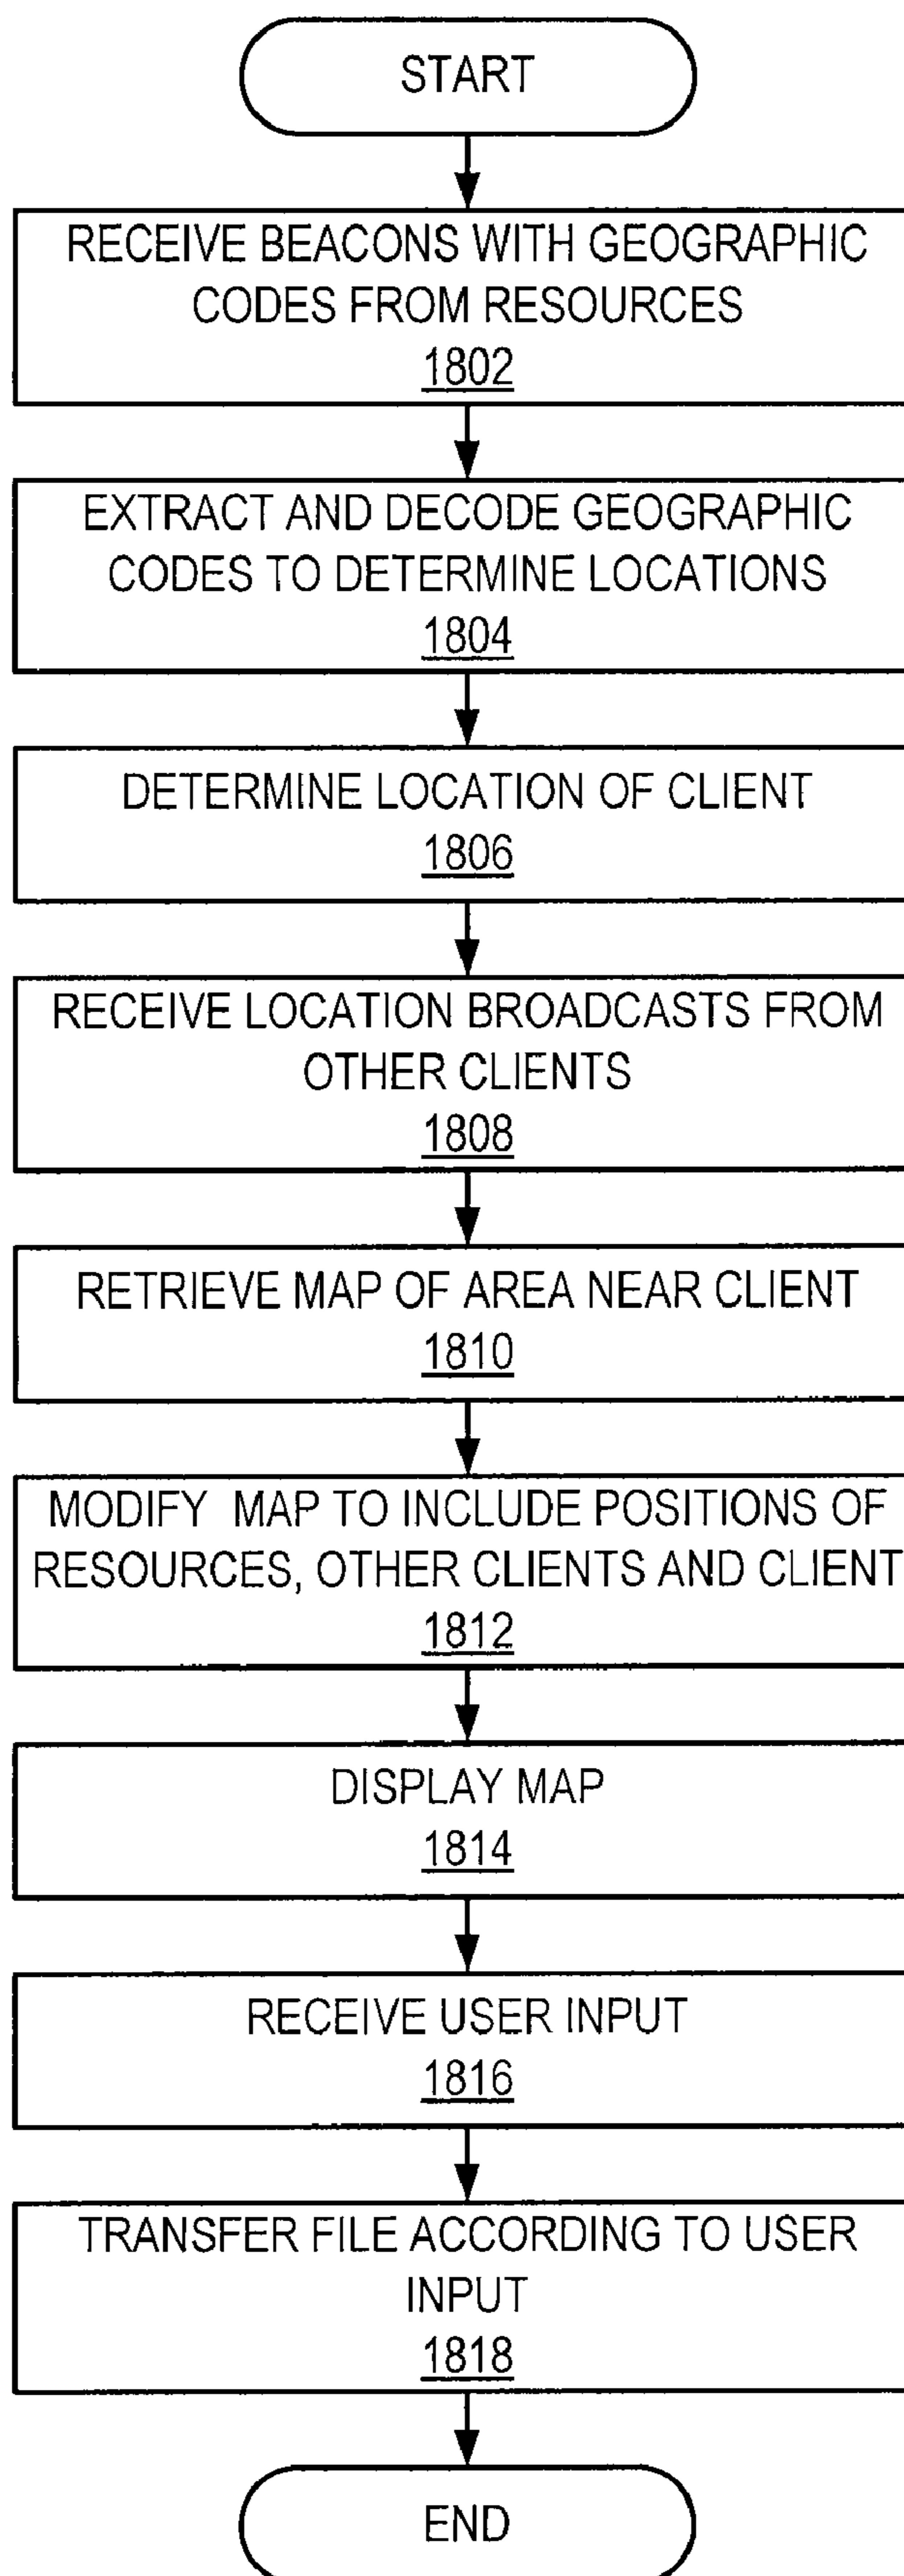 START
RECEIVE BEACONS WITH GEOGRAPHIC
CODES FROM RESOURCES
1802
EXTRACT AND DECODE GEOGRAPHIC
CODES TO DETERMINE LOCATIONS
1804
DETERMINE LOCATION OF CLIENT
1806
RECEIVE LOCATION BROADCASTS FROM
OTHER CLIENTS
1808
RETRIEVE MAP OF AREA NEAR CLIENT
1810
MODIFY MAP TO INCLUDE POSITIONS OF
RESOURCES, OTHER CLIENTS AND CLIENT
1812
DISPLAY MAP
1814
RECEIVE USER INPUT
1816
TRANSFER FILE ACCORDING TO USER
INPUT
1818
END